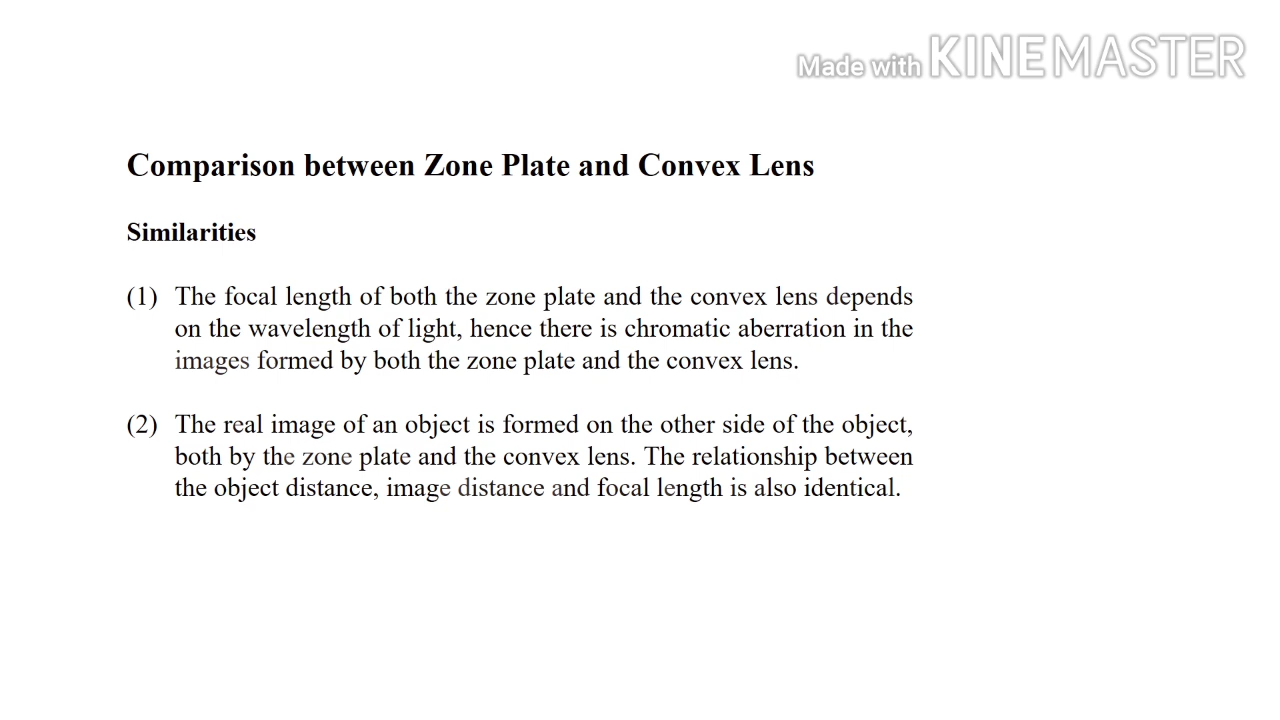 Made with KINEMASTER
Comparison between Zone Plate and Convex Lens
Similarities
(1) The focal length of both the zone plate and the convex lens depends
on the wavelength of light, hence there is chromatic aberration in the
images formed by both the zone plate and the convex lens.
(2) The real image of an object is formed on the other side of the object,
both by the zone plate and the convex lens. The relationship between
the object distance, image distance and focal length is also identical.